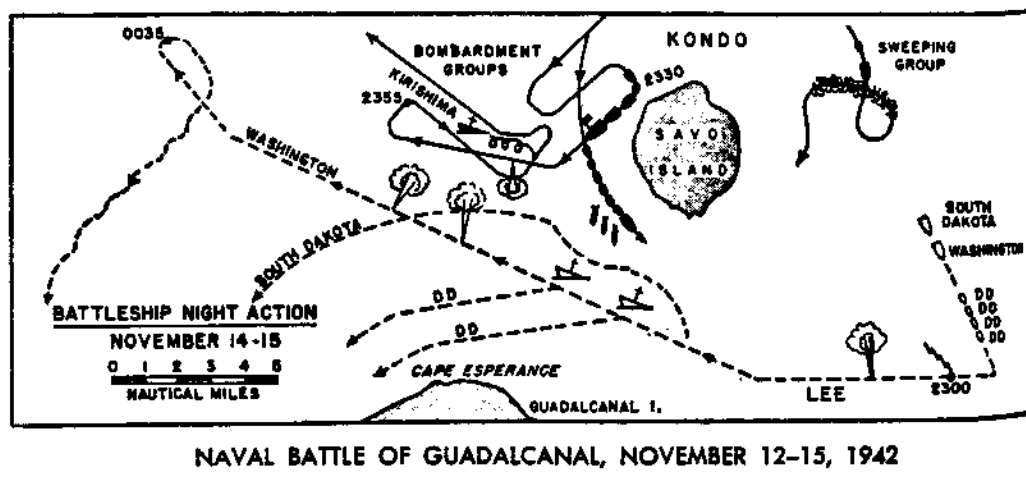 0035
BOMBARDMENT
GROUPS
KONDO
SWEEPING
GROUP
KIRISHIMA
2355
2330
SAVO
ISLAND
WASHINGTON
SOUTH DAKOTA
SOUTH
DAKOTA
WASHINGTON
DD
DD
DD
DD
DD
DD
BATTLESHIP NIGHT ACTION
NOVEMBER 14-15
0 1 2 3 4 5
NAUTICAL MILES
CAPE ESPERANCE
GUADALCANAL I.
LEE
2300
NAVAL BATTLE OF GUADALCANAL, NOVEMBER 12–15, 1942